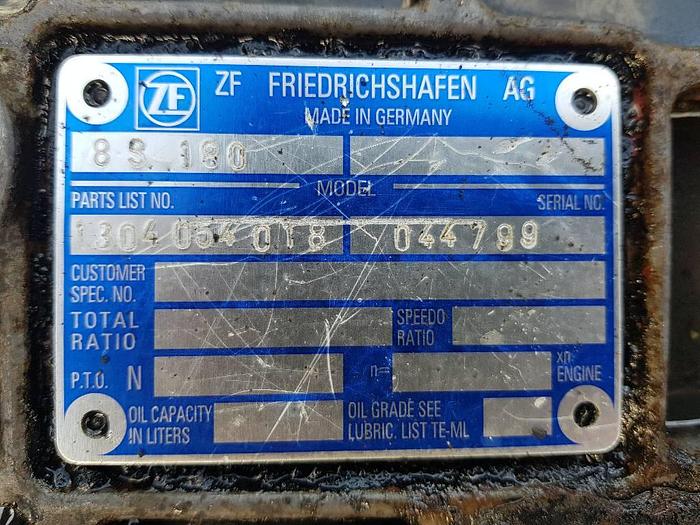 ZF ZF FRIEDRICHSHAFEN AG
MADE IN GERMANY
8 S 180
MODEL
PARTS LIST NO. SERIAL NO.
1304 054 018 044799
CUSTOMER
SPEC. NO.
TOTAL
RATIO
SPEEDO
RATIO
P.T.O. N n= xn
ENGINE
OIL CAPACITY
IN LITERS
OIL GRADE SEE
LUBRIC. LIST TE-ML